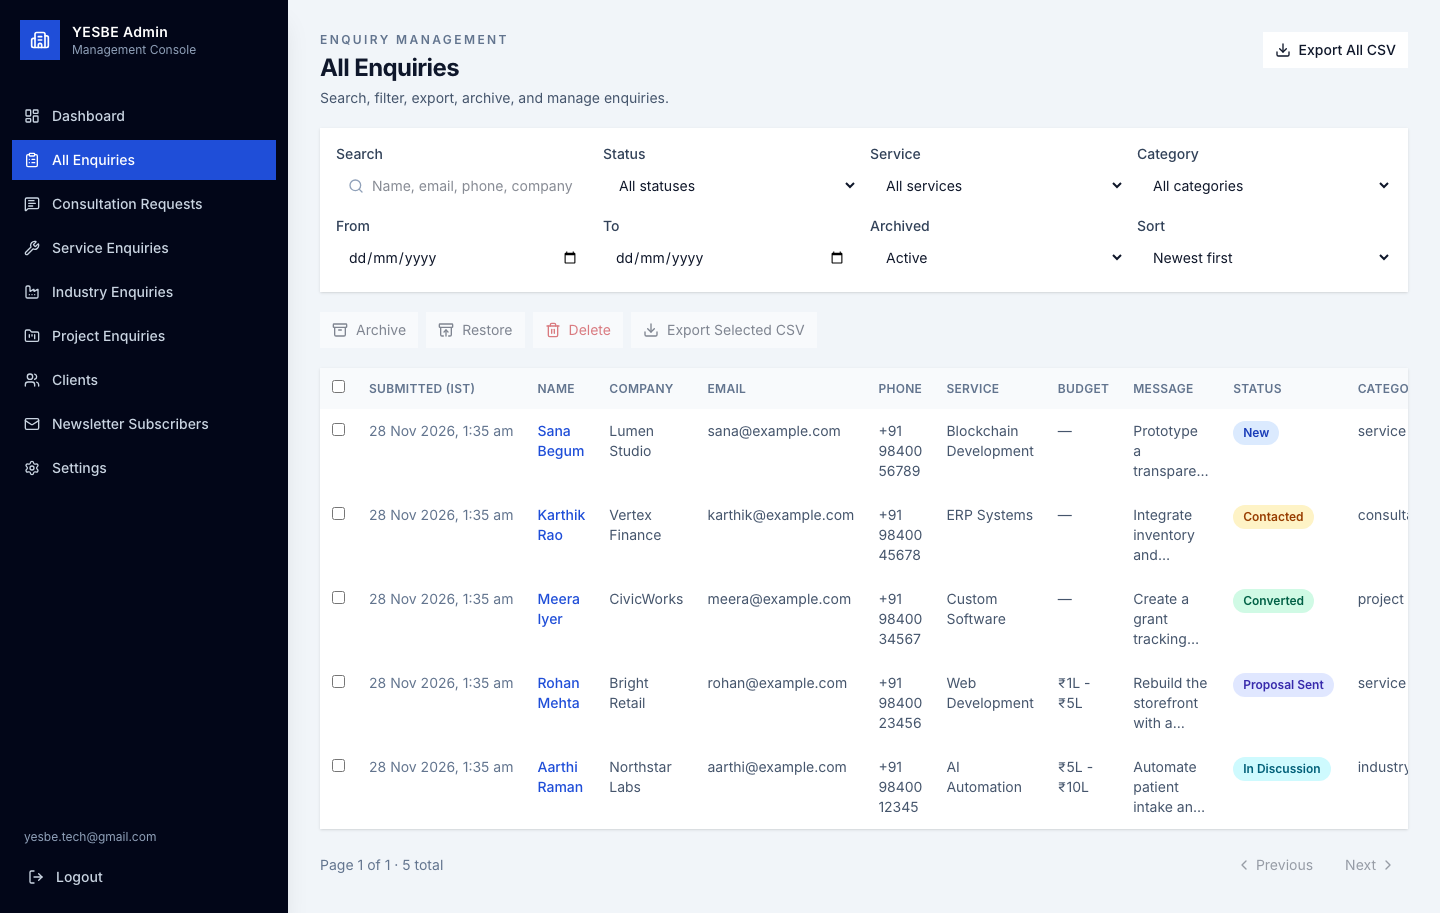 YESBE Admin
Management Console
Dashboard
All Enquiries
Consultation Requests
Service Enquiries
Industry Enquiries
Project Enquiries
Clients
Newsletter Subscribers
Settings
yesbe.tech@gmail.com
Logout
ENQUIRY MANAGEMENT
All Enquiries
Search, filter, export, archive, and manage enquiries.
Export All CSV
Search Status Service Category
Name, email, phone, company All statuses All services All categories
From To Archived Sort
dd/mm/yyyy dd/mm/yyyy Active Newest first
Archive Restore Delete Export Selected CSV
SUBMITTED (IST) NAME COMPANY EMAIL PHONE SERVICE BUDGET MESSAGE STATUS CATEGO
28 Nov 2026, 1:35 am Sana Lumen sana@example.com +91 Blockchain — Prototype New service
Begum Studio 98400 Development a
56789 transpare...
28 Nov 2026, 1:35 am Karthik Vertex karthik@example.com +91 ERP Systems — Integrate Contacted consulta
Rao Finance 98400 inventory
45678 and...
28 Nov 2026, 1:35 am Meera CivicWorks meera@example.com +91 Custom — Create a Converted project
Iyer 98400 Software grant
34567 tracking...
28 Nov 2026, 1:35 am Rohan Bright rohan@example.com +91 Web ₹1L - Rebuild the Proposal Sent service
Mehta Retail 98400 Development ₹5L storefront
23456 with a...
28 Nov 2026, 1:35 am Aarthi Northstar aarthi@example.com +91 AI ₹5L - Automate In Discussion industry
Raman Labs 98400 Automation ₹10L patient
12345 intake an...
Page 1 of 1 · 5 total
Previous Next